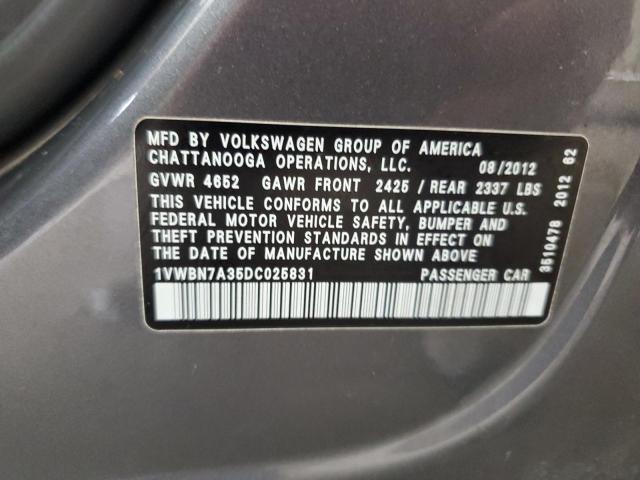 MFD BY VOLKSWAGEN GROUP OF AMERICA
CHATTANOOGA OPERATIONS, LLC. 08/2012
GVWR 4652 GAWR FRONT 2425 / REAR 2337 LBS
THIS VEHICLE CONFORMS TO ALL APPLICABLE U.S.
FEDERAL MOTOR VEHICLE SAFETY, BUMPER AND
THEFT PREVENTION STANDARDS IN EFFECT ON
THE DATE OF MANUFACTURE SHOWN ABOVE
1VWBN7A35DC025831 PASSENGER CAR
3510478 2012 62